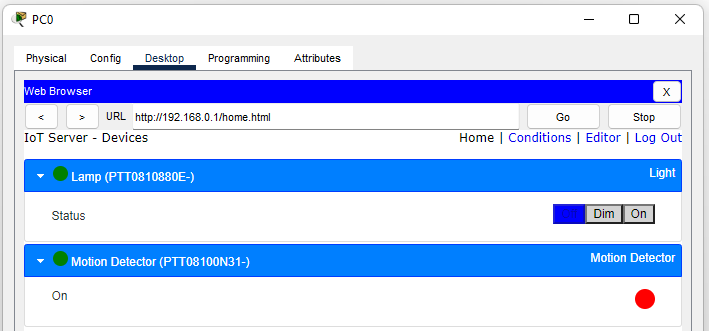 PC0
Physical Config Desktop Programming Attributes
Web Browser X
< > URL http://192.168.0.1/home.html Go Stop
IoT Server - Devices Home | Conditions | Editor | Log Out
Lamp (PTT0810880E-) Light
Status Dim On
Motion Detector (PTT08100N31-) Motion Detector
On